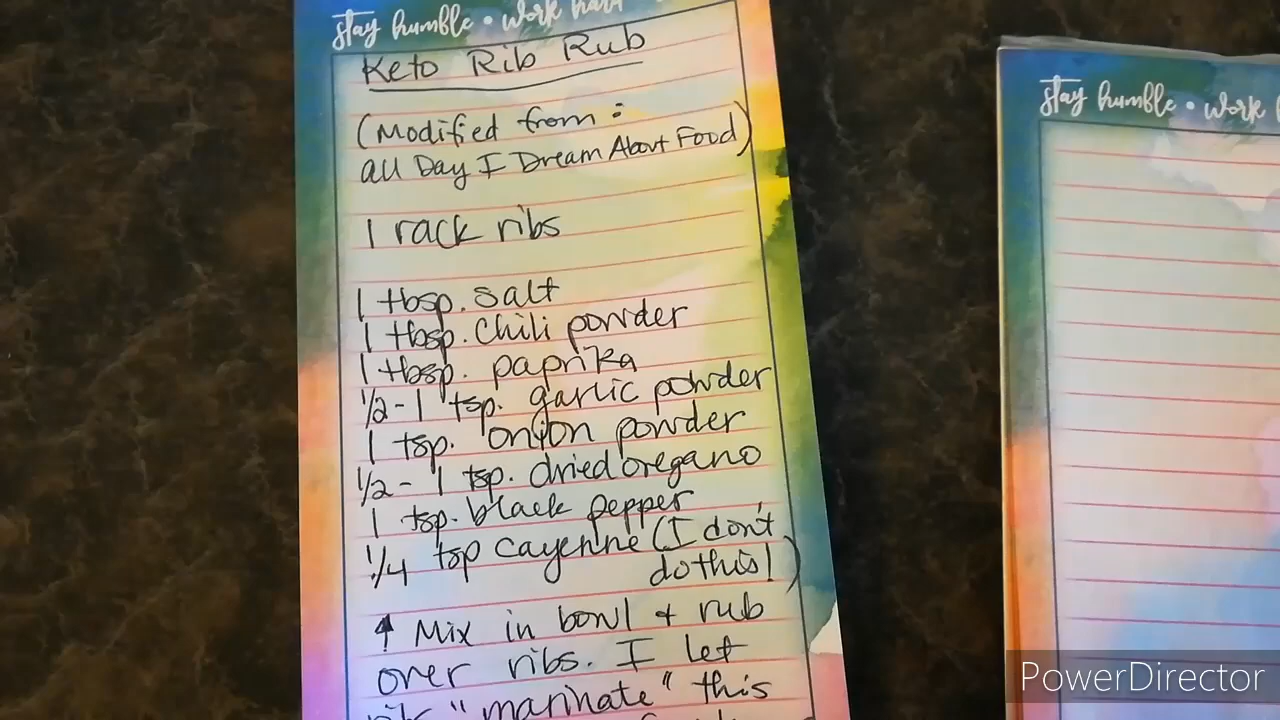 stay humble • work hard
Keto Rib Rub
(Modified from:
All Day I Dream About Food)
1 rack ribs
1 tbsp. salt
1 tbsp. chili powder
1 tbsp. paprika
1/2 - 1 tsp. garlic powder
1 tsp. onion powder
1/2 - 1 tsp. dried oregano
1 tsp. black pepper
1/4 tsp cayenne (I don't
do this!)
↑ Mix in bowl + rub
over ribs. I let
"marinate" this
stay humble • work
PowerDirector